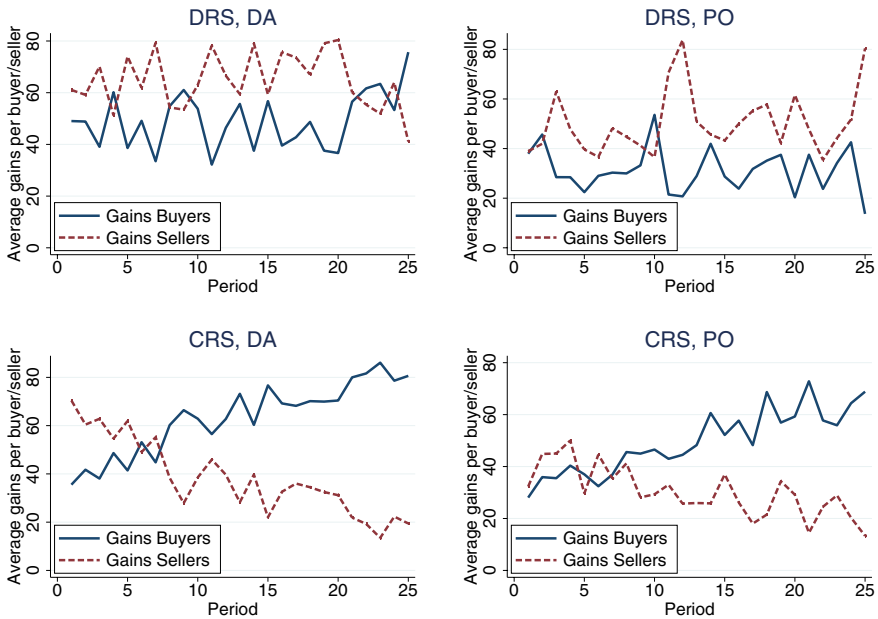 DRS, DA
Average gains per buyer/seller
80
60
40
20
0
Gains Buyers
Gains Sellers
0 5 10 15 20 25
Period
DRS, PO
Average gains per buyer/seller
80
60
40
20
0
Gains Buyers
Gains Sellers
0 5 10 15 20 25
Period
CRS, DA
Average gains per buyer/seller
80
60
40
20
0
Gains Buyers
Gains Sellers
0 5 10 15 20 25
Period
CRS, PO
Average gains per buyer/seller
80
60
40
20
0
Gains Buyers
Gains Sellers
0 5 10 15 20 25
Period